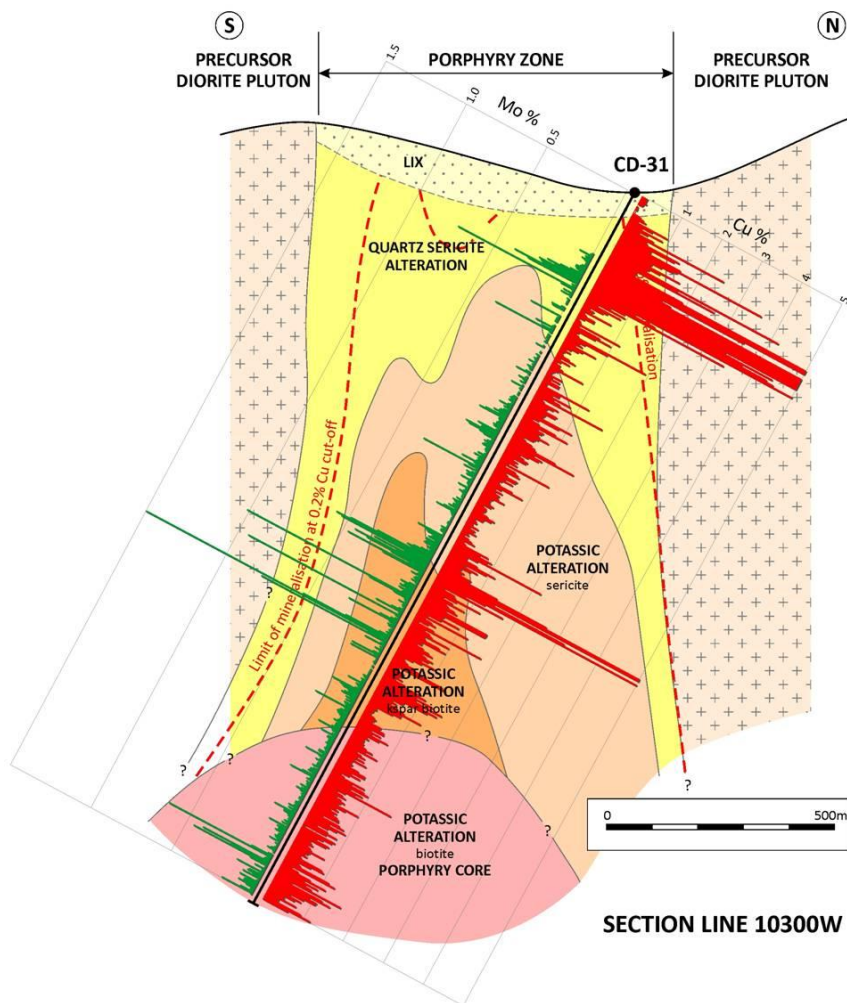 S
N
PRECURSOR
DIORITE PLUTON
PORPHYRY ZONE
PRECURSOR
DIORITE PLUTON
1.5
1.0
0.5
Mo %
CD-31
LIX
1
2
3
4
5
Cu %
QUARTZ SERICITE
ALTERATION
alisation
Limit of mineralisation at 0.2% Cu cut-off
POTASSIC
ALTERATION
sericite
?
POTASSIC
ALTERATION
kspar biotite
?
?
?
?
?
POTASSIC
ALTERATION
biotite
PORPHYRY CORE
0
500m
SECTION LINE 10300W